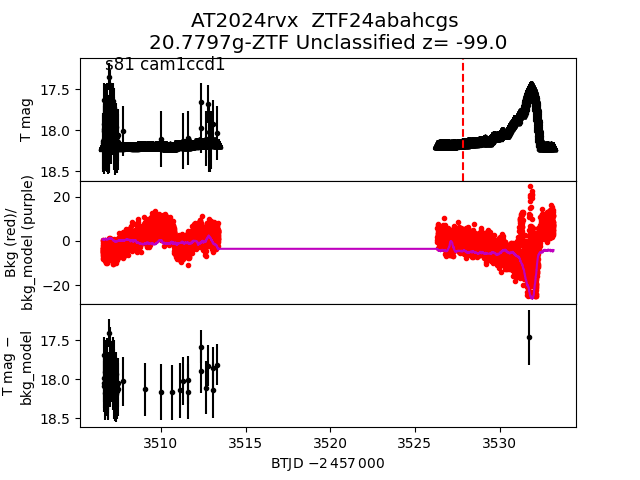 AT2024rvx  ZTF24abahcgs
20.7797g-ZTF Unclassified z= -99.0
s81 cam1ccd1
T mag
17.5
18.0
18.5
Bkg (red)/
bkg_model (purple)
20
0
−20
T mag −
bkg_model
17.5
18.0
18.5
3510
3515
3520
3525
3530
BTJD −2 457 000